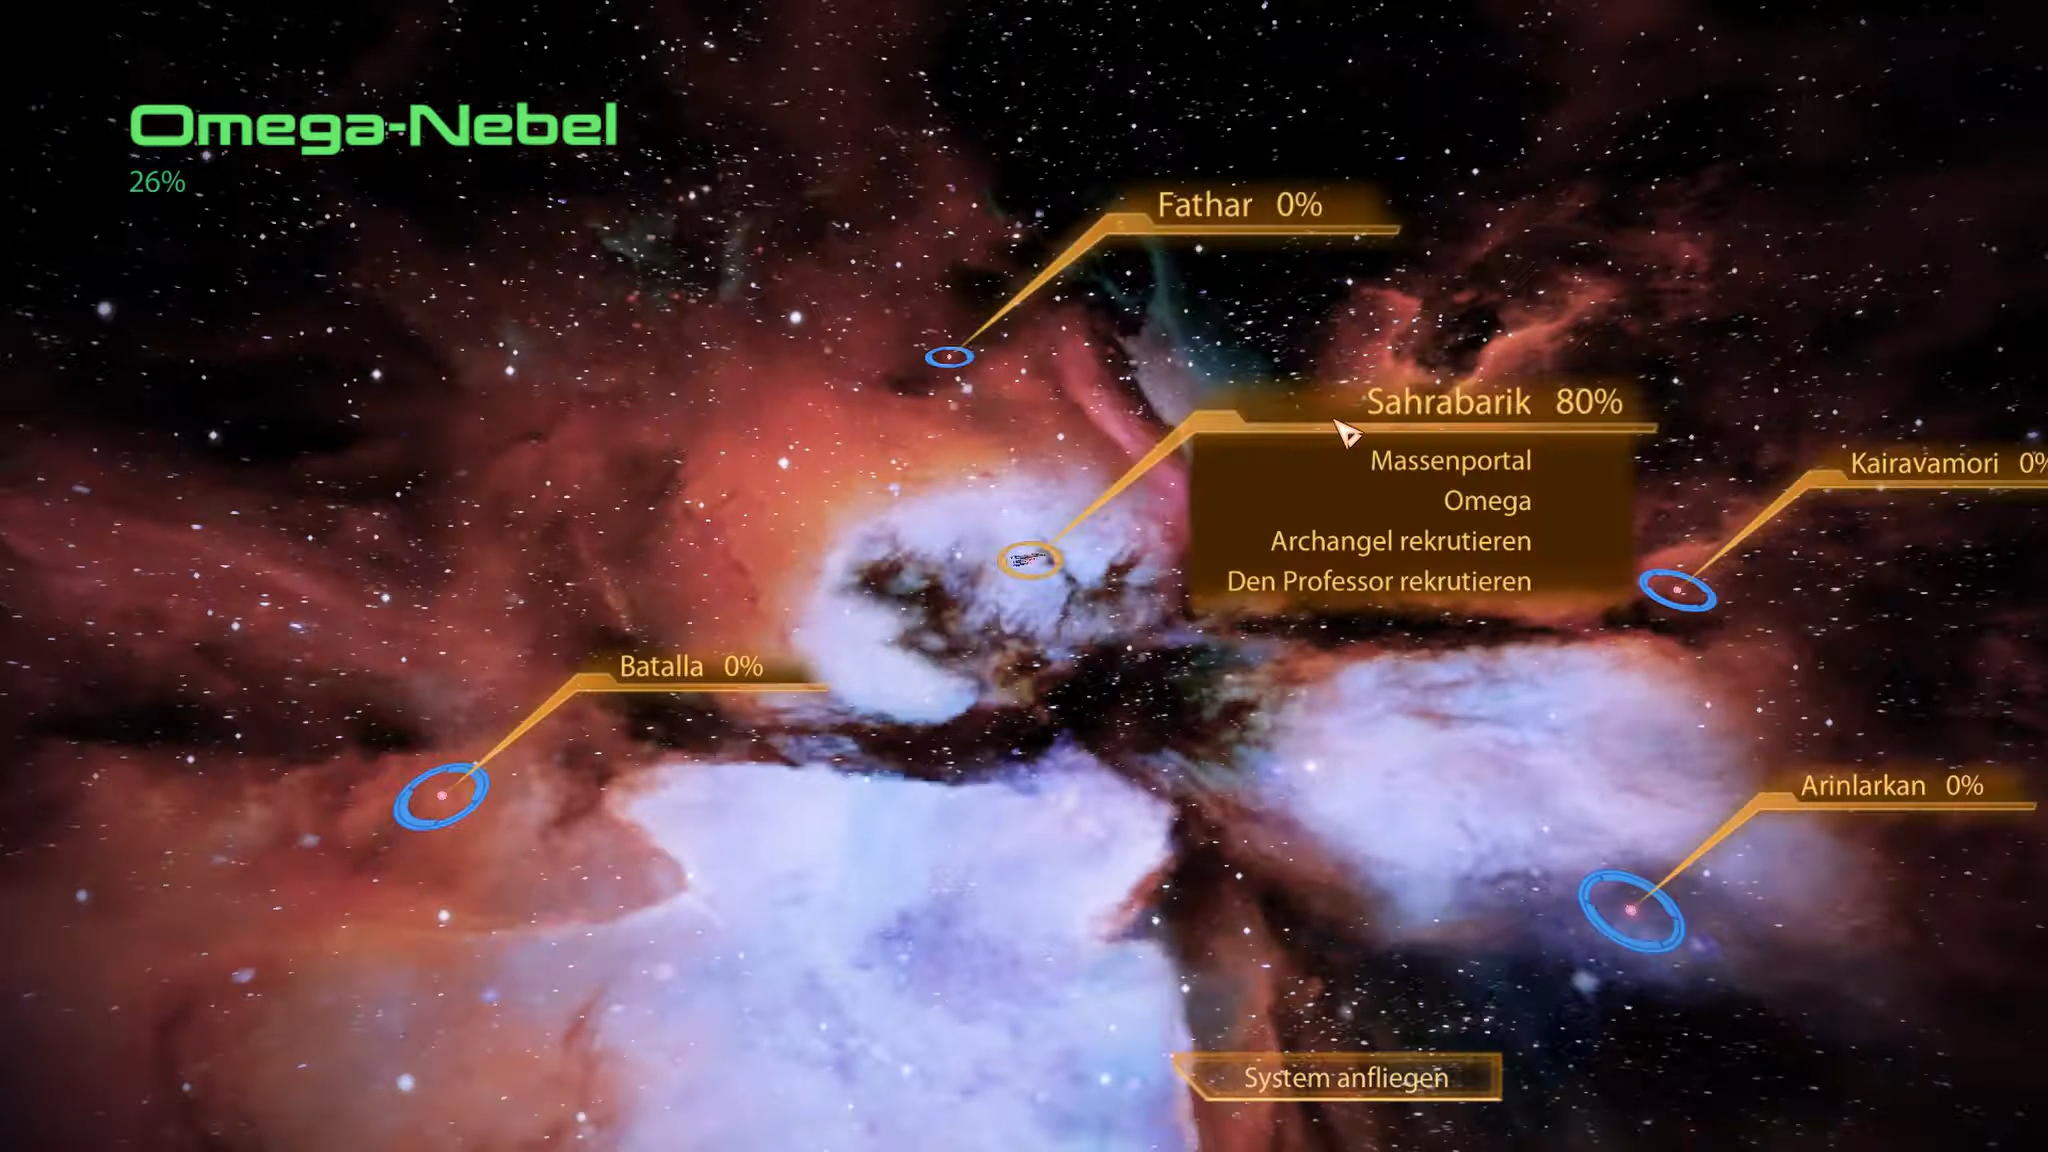 Omega-Nebel
26%
Fathar 0%
Sahrabarik 80%
Massenportal
Omega
Archangel rekrutieren
Den Professor rekrutieren
Kairavamori 0%
Batalla 0%
Arinlarkan 0%
System anfliegen